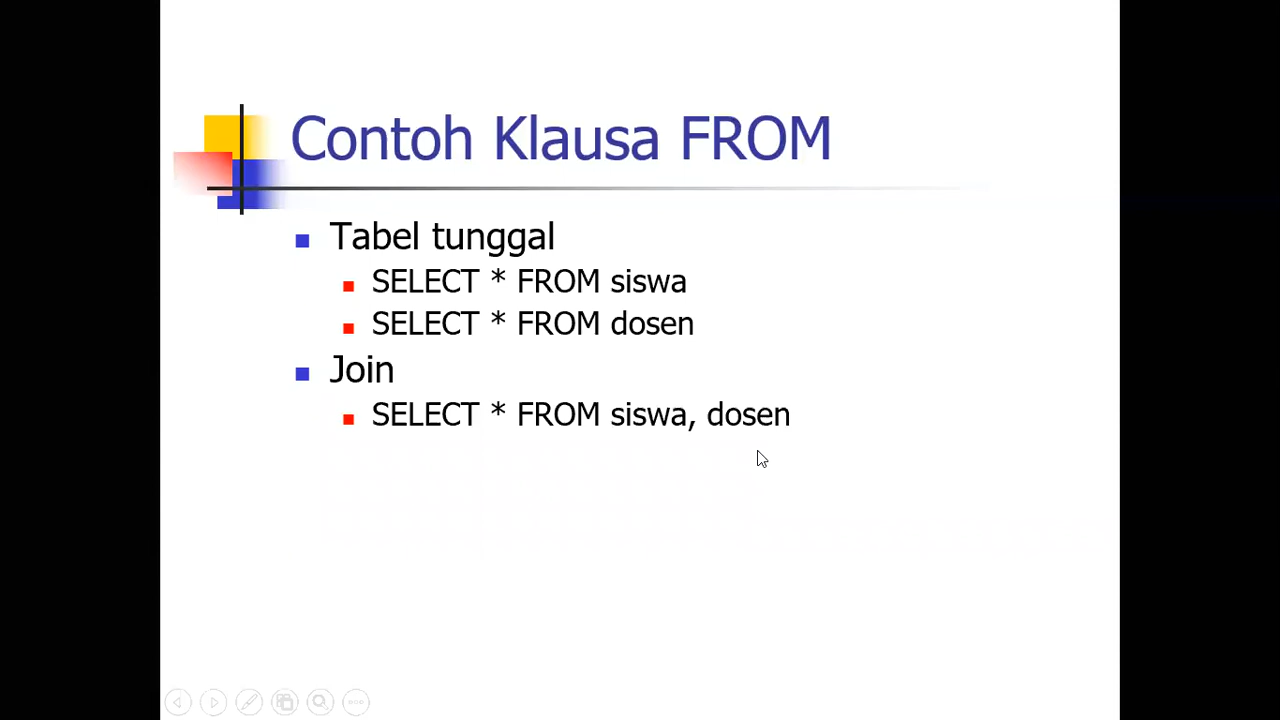 Contoh Klausa FROM
Tabel tunggal
SELECT * FROM siswa
SELECT * FROM dosen
Join
SELECT * FROM siswa, dosen